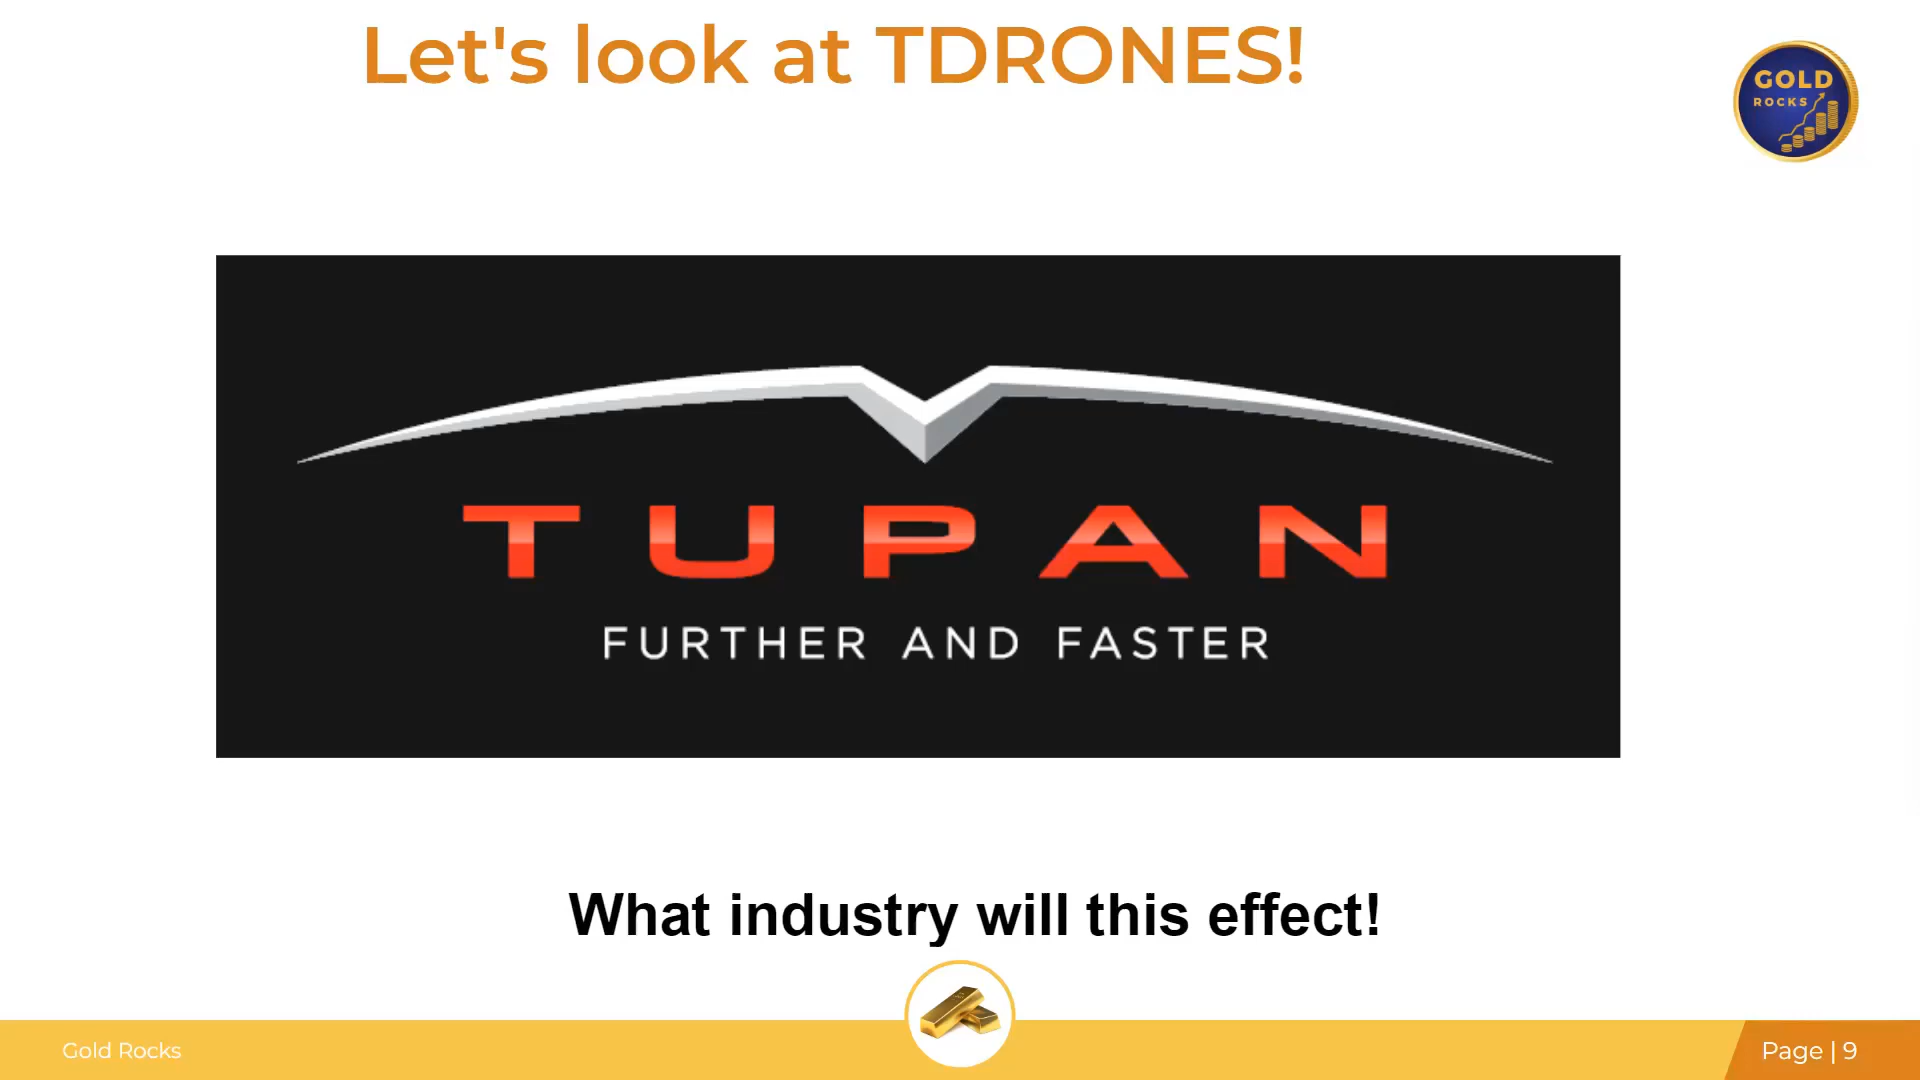 Let's look at TDRONES!
GOLD
ROCKS
TUPAN
FURTHER AND FASTER
What industry will this effect!
Gold Rocks
Page | 9